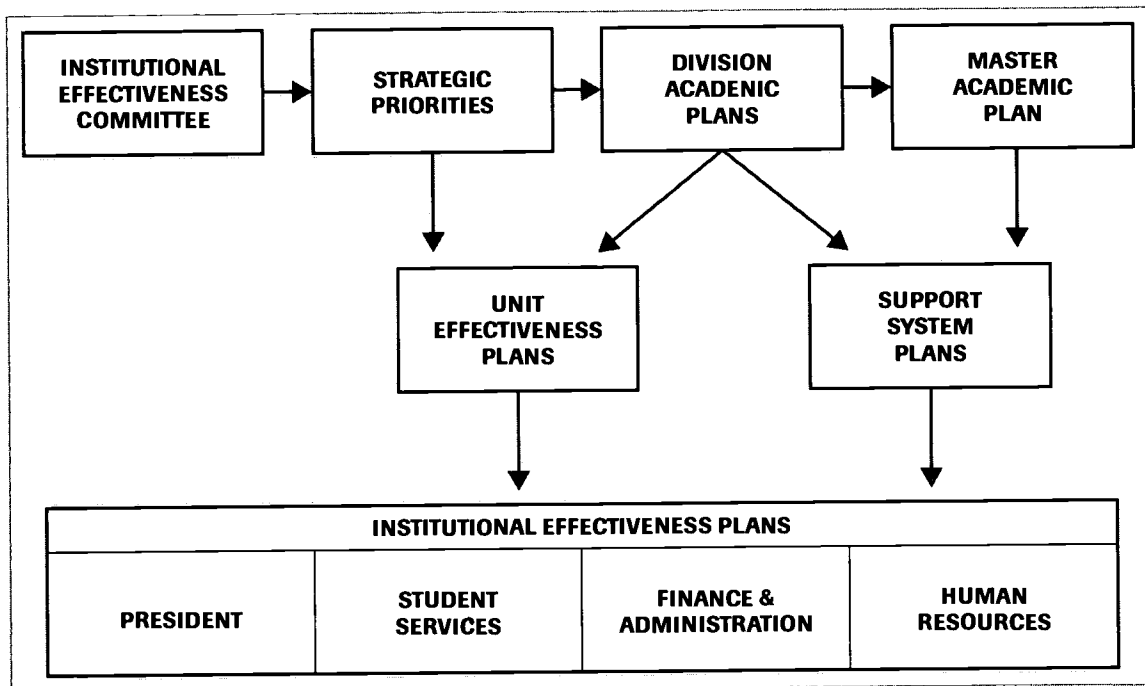 INSTITUTIONAL
EFFECTIVENESS
COMMITTEE
STRATEGIC
PRIORITIES
DIVISION
ACADENIC
PLANS
MASTER
ACADEMIC
PLAN
UNIT
EFFECTIVENESS
PLANS
SUPPORT
SYSTEM
PLANS
INSTITUTIONAL EFFECTIVENESS PLANS
PRESIDENT
STUDENT
SERVICES
FINANCE &
ADMINISTRATION
HUMAN
RESOURCES